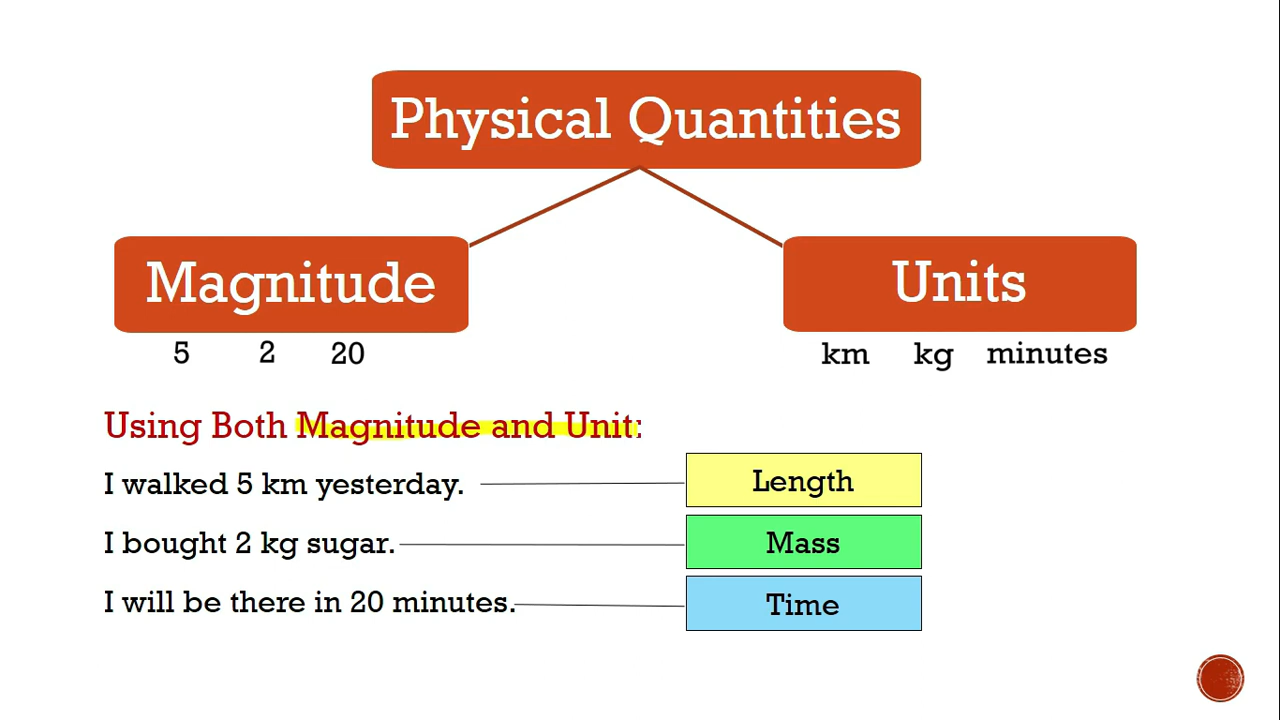 Physical Quantities
Magnitude
Units
5 2 20
km kg minutes
Using Both Magnitude and Unit:
I walked 5 km yesterday.
Length
I bought 2 kg sugar.
Mass
I will be there in 20 minutes.
Time